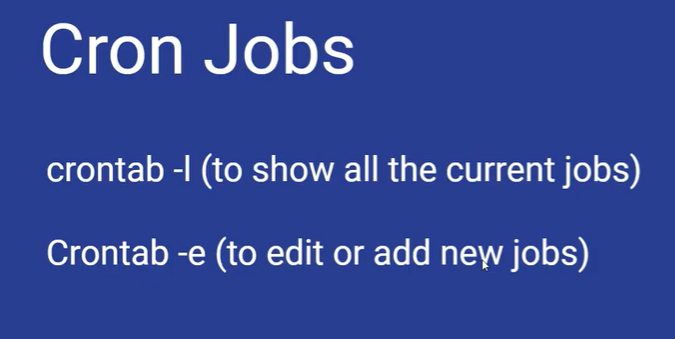 Cron Jobs
crontab -l (to show all the current jobs)
Crontab -e (to edit or add new jobs)